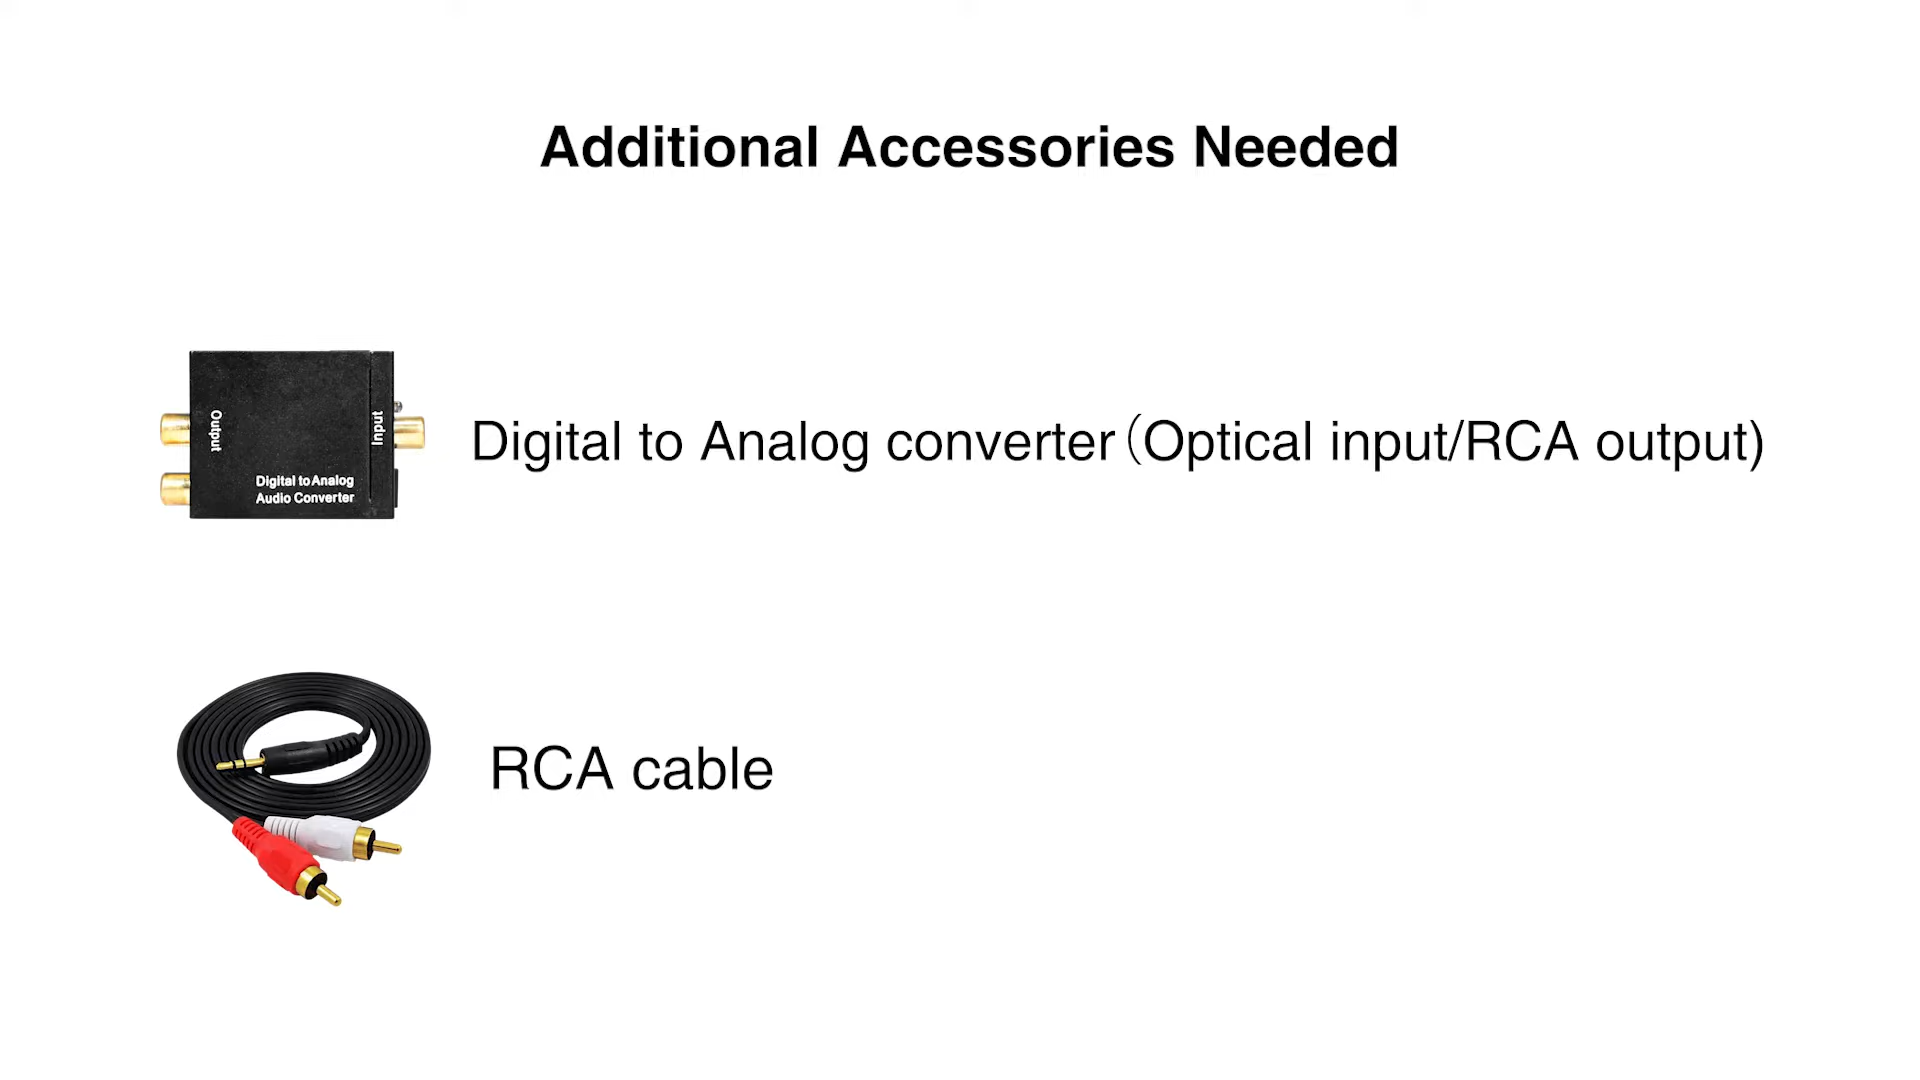 Additional Accessories Needed
Output
Input
Digital to Analog
Audio Converter
Digital to Analog converter（Optical input/RCA output)
RCA cable